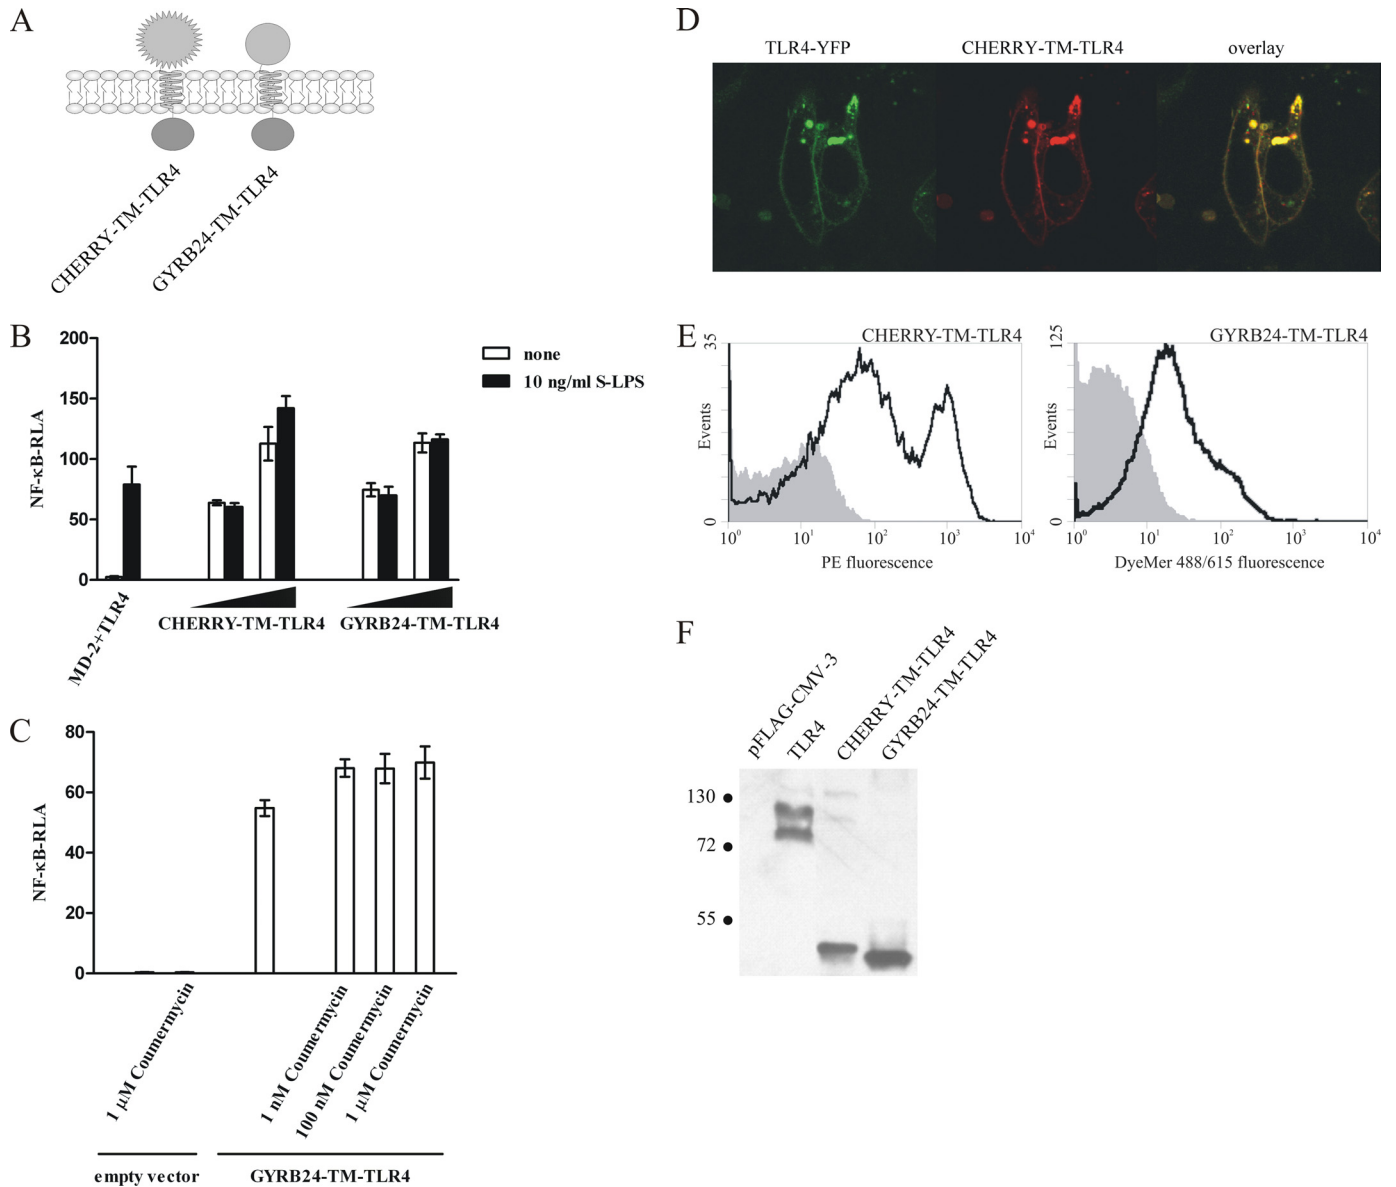 A
CHERRY-TM-TLR4
GYRB24-TM-TLR4
B
200
150
100
50
0
NF-κB-RLA
none
10 ng/ml S-LPS
MD-2+TLR4
CHERRY-TM-TLR4
GYRB24-TM-TLR4
C
80
60
40
20
0
NF-κB-RLA
1 µM Coumermycin
1 nM Coumermycin
100 nM Coumermycin
1 µM Coumermycin
empty vector
GYRB24-TM-TLR4
D
TLR4-YFP
CHERRY-TM-TLR4
overlay
E
CHERRY-TM-TLR4
35
Events
0
10⁰
10¹
10²
10³
10⁴
PE fluorescence
GYRB24-TM-TLR4
125
Events
0
10⁰
10¹
10²
10³
10⁴
DyeMer 488/615 fluorescence
F
pFLAG-CMV-3
TLR4
CHERRY-TM-TLR4
GYRB24-TM-TLR4
130
72
55